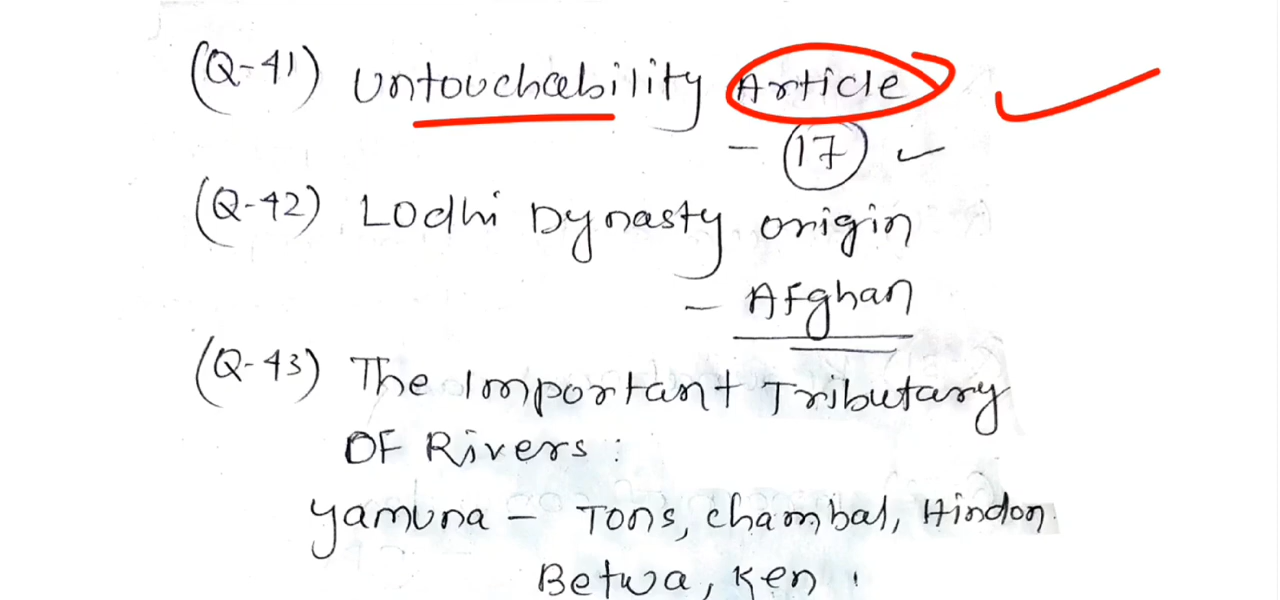 (Q-41) Untouchability Article
- 17
(Q-42) Lodhi Dynasty origin
- Afghan
(Q-43) The Important Tributary
OF Rivers:
Yamuna - Tons, Chambal, Hindon
Betwa, Ken